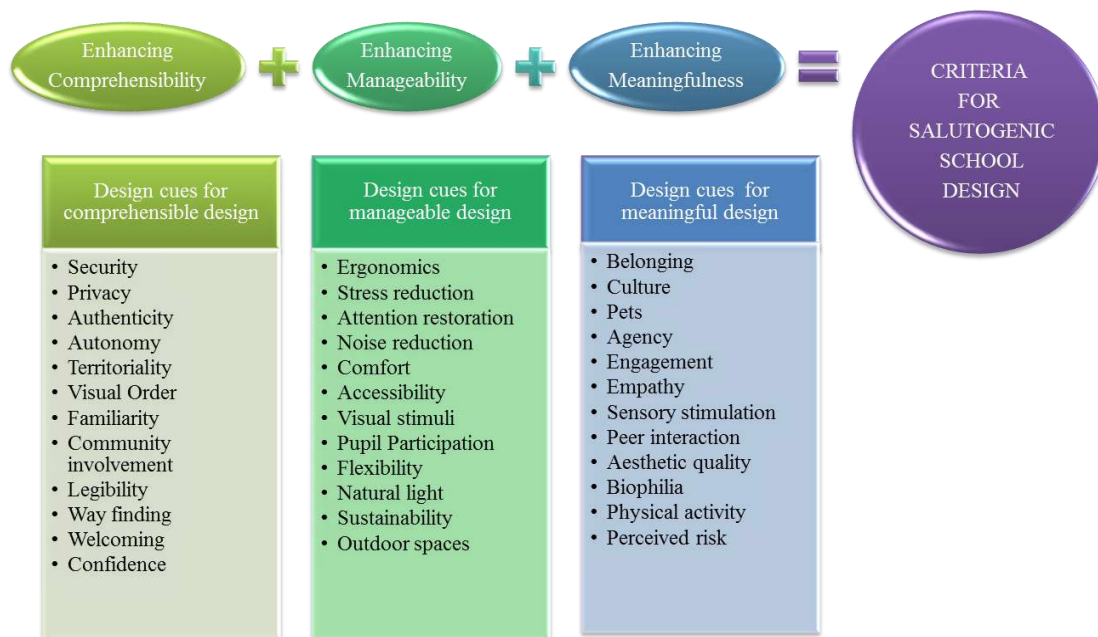 Enhancing
Comprehensibility
+
Enhancing
Manageability
+
Enhancing
Meaningfulness
=
CRITERIA
FOR
SALUTOGENIC
SCHOOL
DESIGN
Design cues for
comprehensible design
• Security
• Privacy
• Authenticity
• Autonomy
• Territoriality
• Visual Order
• Familiarity
• Community
involvement
• Legibility
• Way finding
• Welcoming
• Confidence
Design cues for
manageable design
• Ergonomics
• Stress reduction
• Attention restoration
• Noise reduction
• Comfort
• Accessibility
• Visual stimuli
• Pupil Participation
• Flexibility
• Natural light
• Sustainability
• Outdoor spaces
Design cues for
meaningful design
• Belonging
• Culture
• Pets
• Agency
• Engagement
• Empathy
• Sensory stimulation
• Peer interaction
• Aesthetic quality
• Biophilia
• Physical activity
• Perceived risk